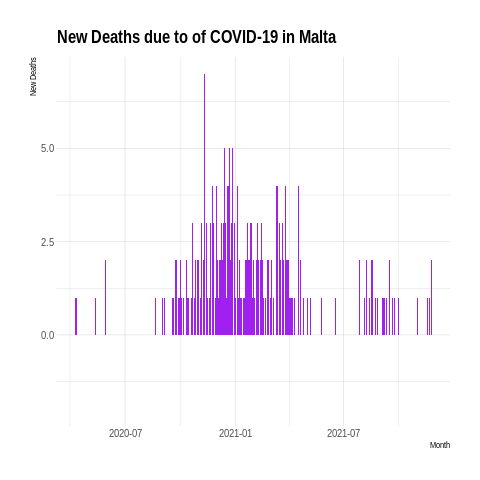 New Deaths due to of COVID-19 in Malta
New Deaths
5.0
2.5
0.0
2020-07
2021-01
2021-07
Month